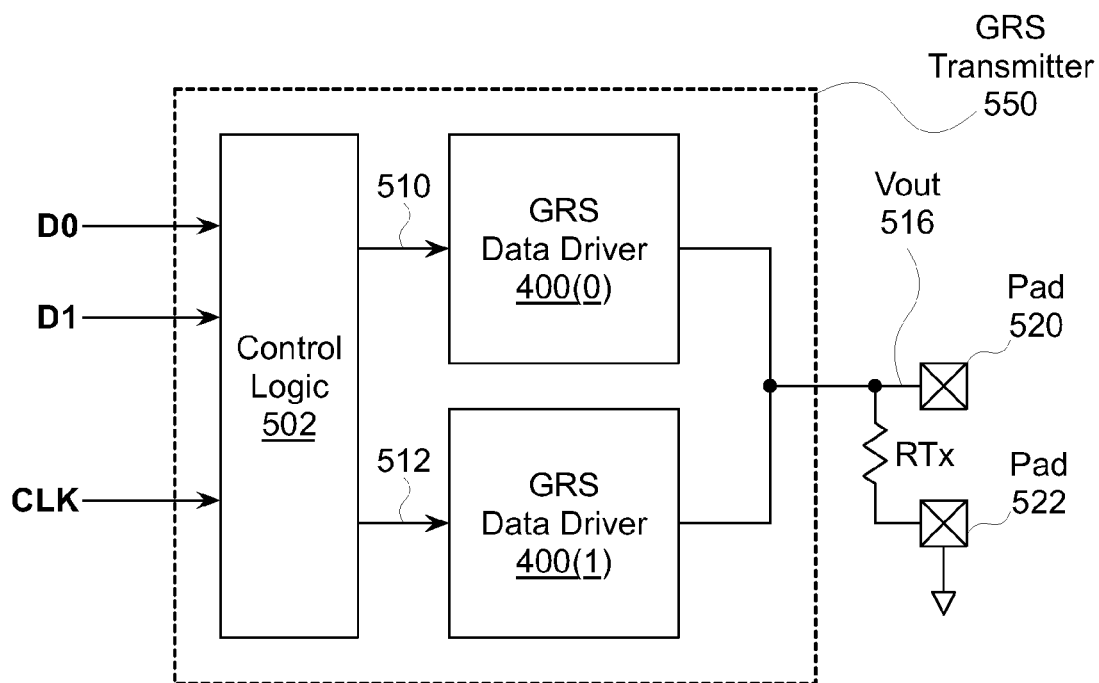 GRS
Transmitter
550
510
GRS
Data Driver
400(0)
Vout
516
D0
D1
Pad
520
Control
Logic
502
512
GRS
Data Driver
400(1)
RTx
Pad
522
CLK